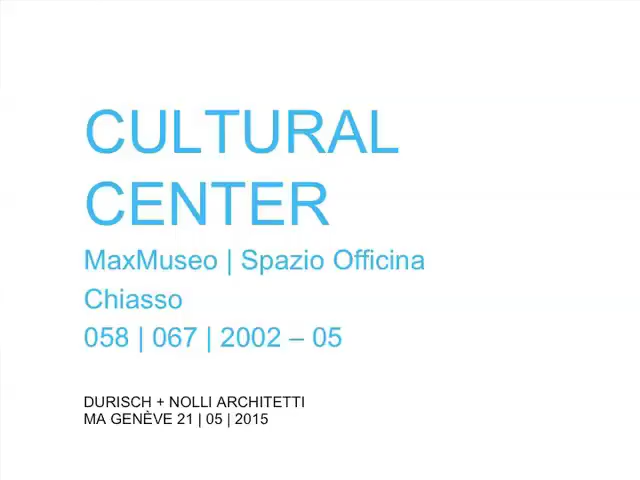 CULTURAL
CENTER
MaxMuseo | Spazio Officina
Chiasso
058 | 067 | 2002 – 05
DURISCH + NOLLI ARCHITETTI
MA GENÈVE 21 | 05 | 2015